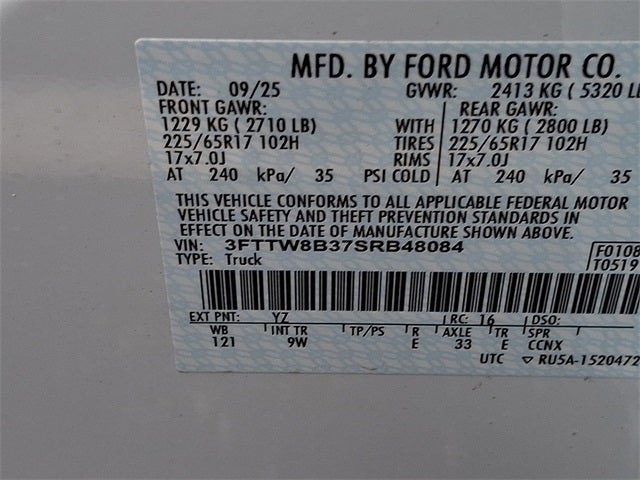 MFD. BY FORD MOTOR CO.
DATE: 09/25 GVWR: 2413 KG ( 5320 L
FRONT GAWR: REAR GAWR:
1229 KG ( 2710 LB) WITH 1270 KG ( 2800 LB)
225/65R17 102H TIRES 225/65R17 102H
17x7.0J RIMS 17x7.0J
AT 240 kPa/ 35 PSI COLD AT 240 kPa/ 35
THIS VEHICLE CONFORMS TO ALL APPLICABLE FEDERAL MOTOR
VEHICLE SAFETY AND THEFT PREVENTION STANDARDS IN
EFFECT ON THE DATE OF MANUFACTURE SHOWN ABOVE.
VIN: 3FTTW8B37SRB48084 F0108
TYPE: Truck T0519
EXT PNT: YZ RC: 16 DSO:
WB INT TR TP/PS R AXLE TR SPR
121 9W E 33 E CCNX
UTC ▽ RU5A-1520472